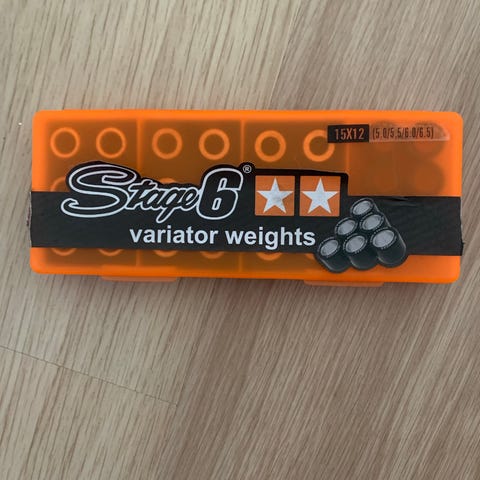 15X12 (5.0/5,5/6.0/6.5)
Stage6®
variator weights